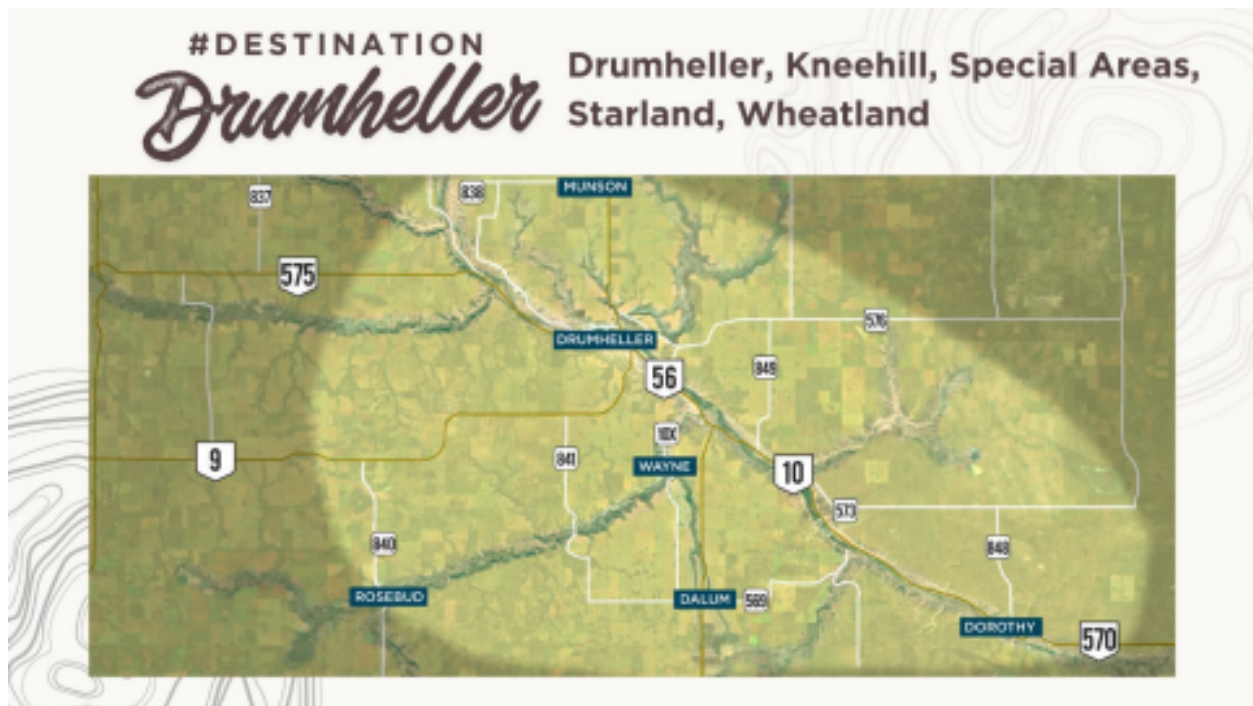 #DESTINATION
Drumheller
Drumheller, Kneehill, Special Areas,
Starland, Wheatland
837
838
MUNSON
575
DRUMHELLER
576
56
849
10X
9
841
WAYNE
10
573
840
848
ROSEBUD
DALUM
569
DOROTHY
570